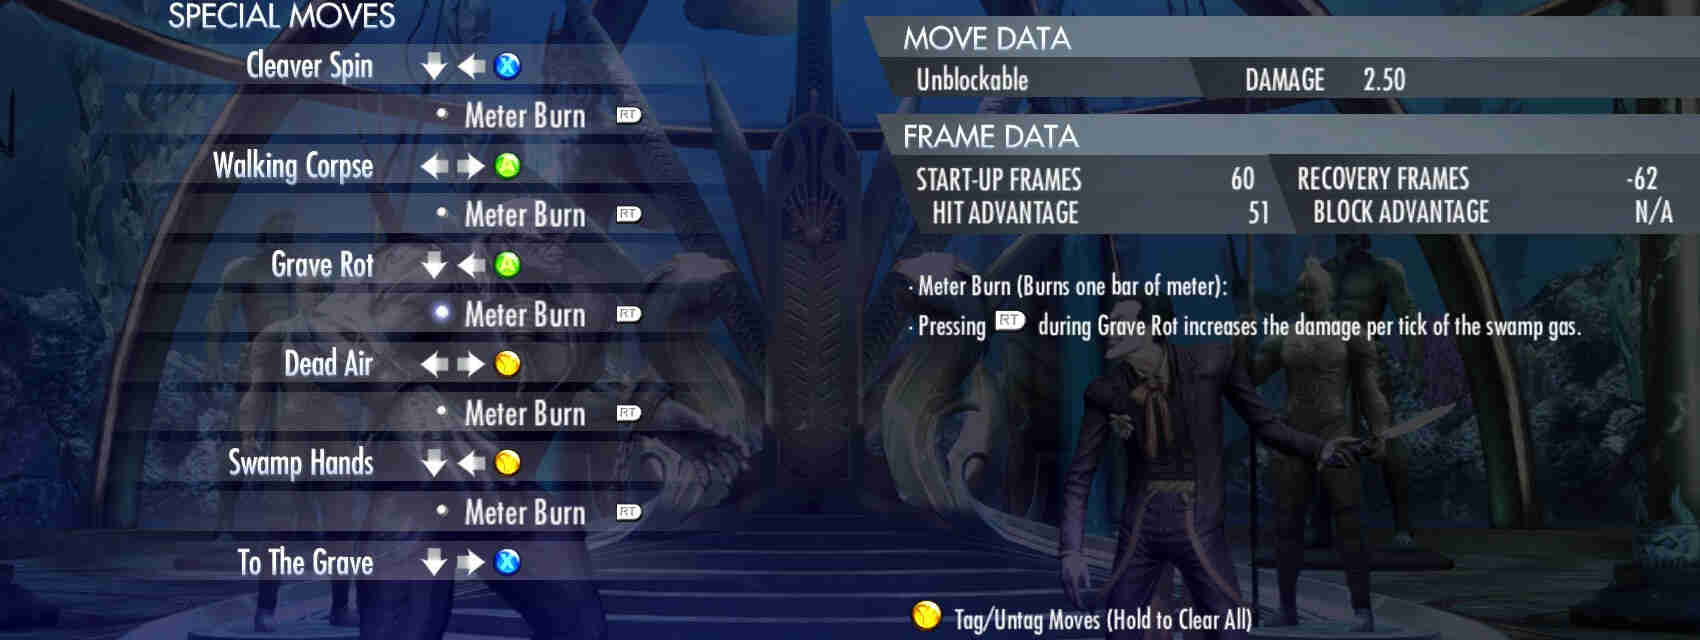 SPECIAL MOVES
Cleaver Spin X
Meter Burn RT
Walking Corpse A
Meter Burn RT
Grave Rot A
Meter Burn RT
Dead Air Y
Meter Burn RT
Swamp Hands Y
Meter Burn RT
To The Grave X
MOVE DATA
Unblockable DAMAGE 2.50
FRAME DATA
START-UP FRAMES 60 RECOVERY FRAMES -62
HIT ADVANTAGE 51 BLOCK ADVANTAGE N/A
· Meter Burn (Burns one bar of meter):
· Pressing RT during Grave Rot increases the damage per tick of the swamp gas.
Y Tag/Untag Moves (Hold to Clear All)